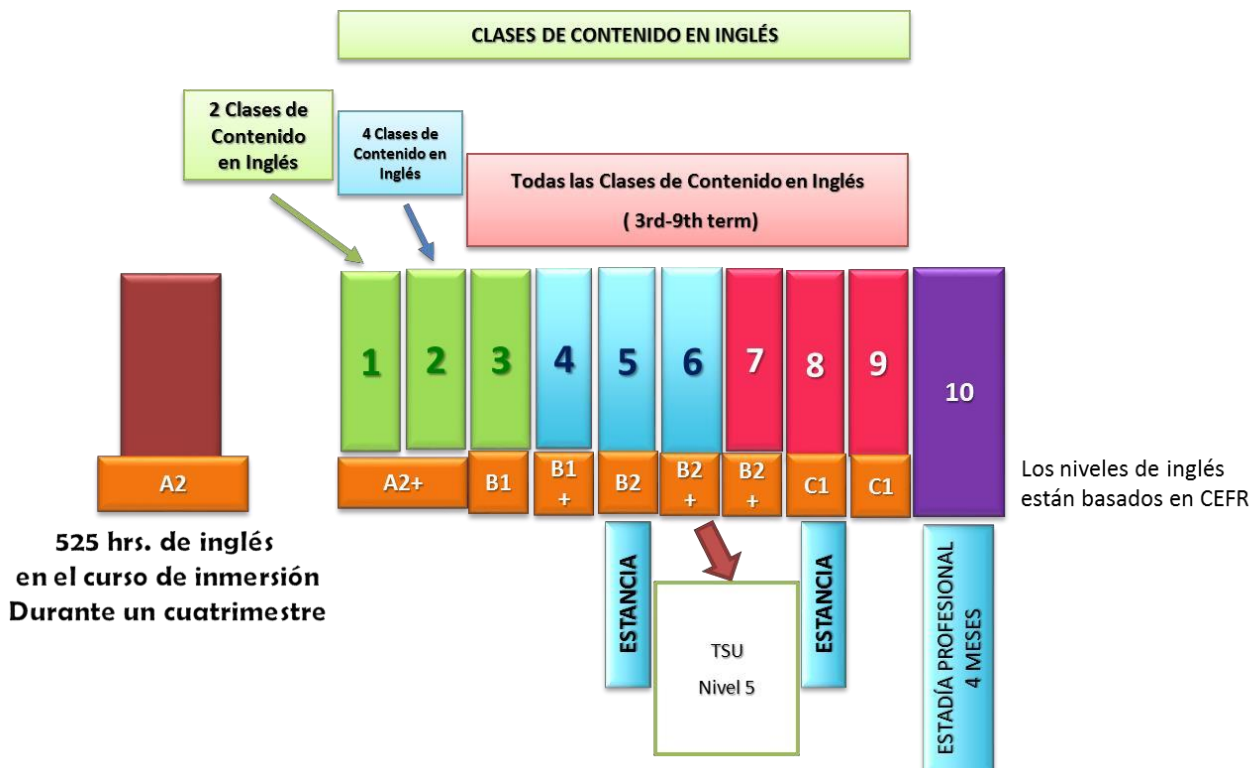 CLASES DE CONTENIDO EN INGLÉS
2 Clases de
Contenido
en Inglés
4 Clases de
Contenido en
Inglés
Todas las Clases de Contenido en Inglés
( 3rd-9th term)
1
2
3
4
5
6
7
8
9
10
A2
A2+
B1
B1
+
B2
B2
+
B2
+
C1
C1
Los niveles de inglés
están basados en CEFR
525 hrs. de inglés
en el curso de inmersión
Durante un cuatrimestre
ESTANCIA
TSU
Nivel 5
ESTANCIA
ESTADÍA PROFESIONAL
4 MESES